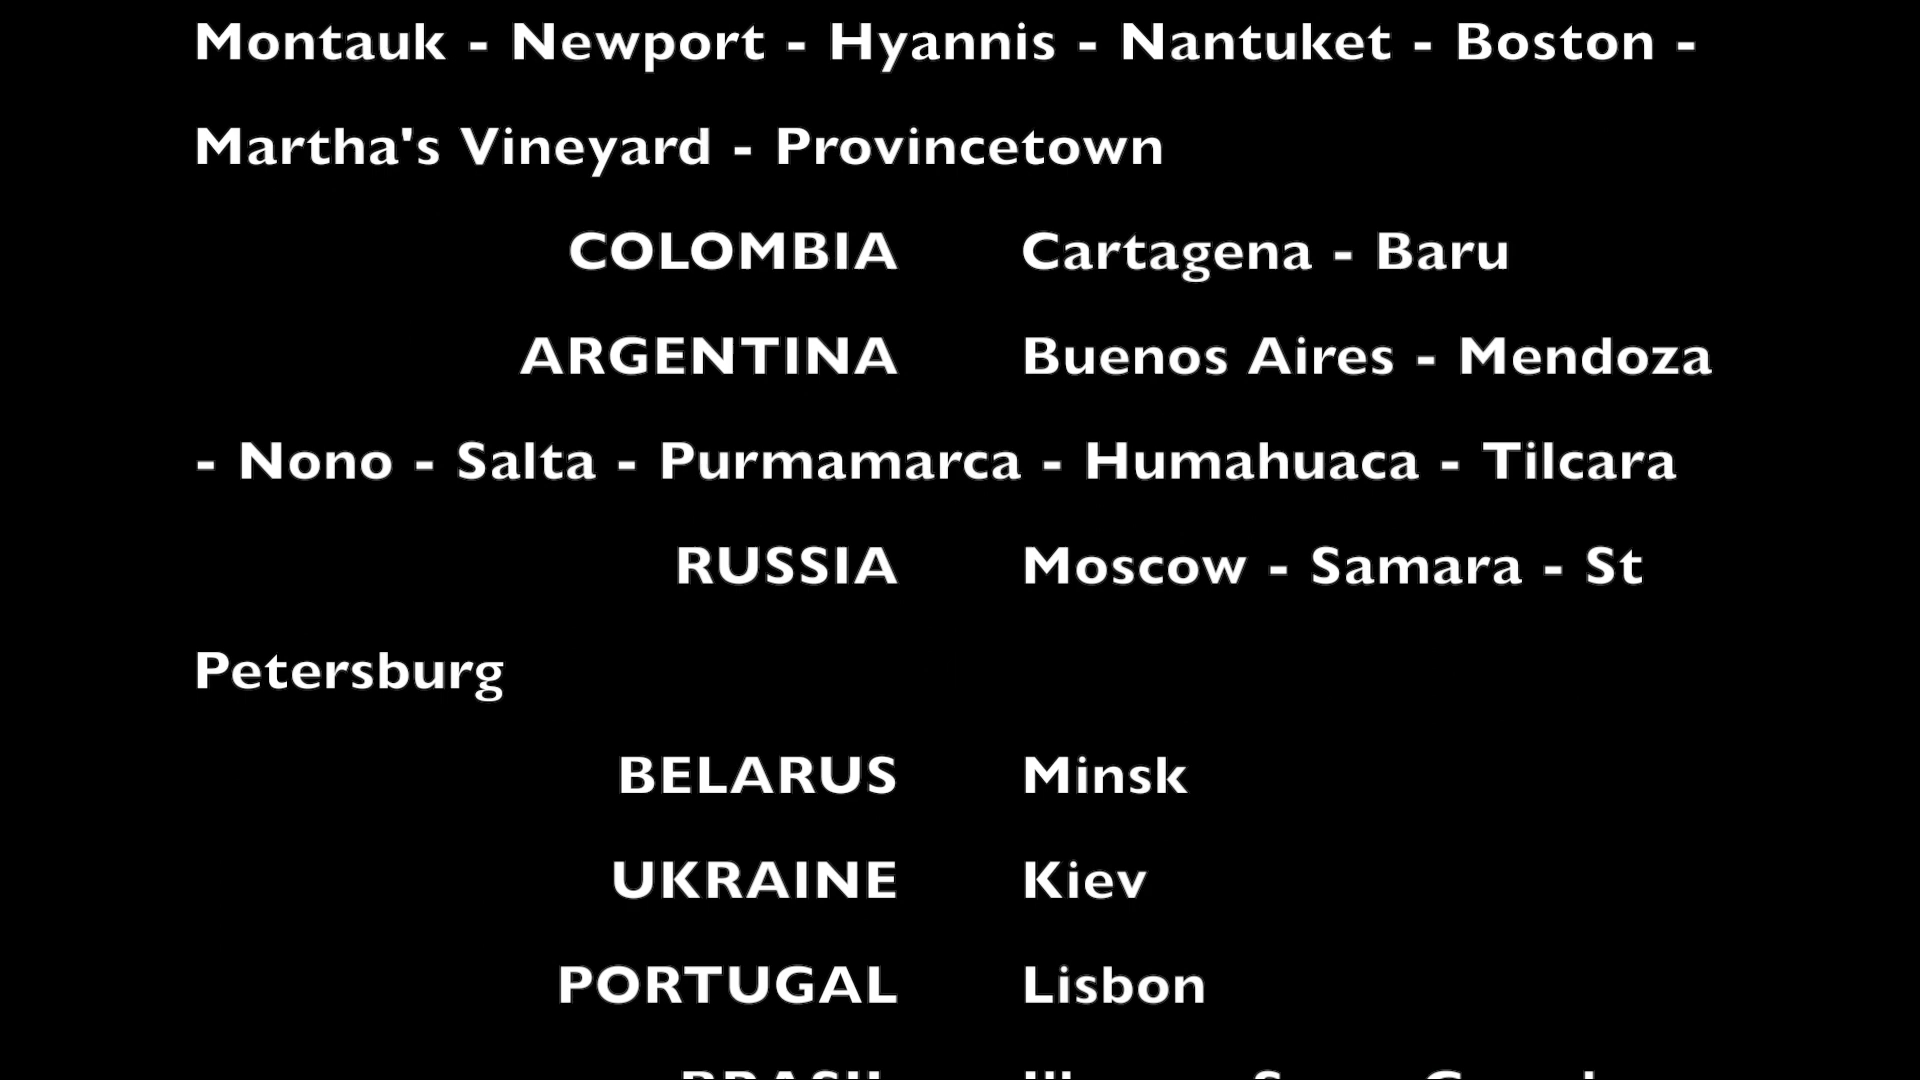 Montauk - Newport - Hyannis - Nantuket - Boston -
Martha's Vineyard - Provincetown
COLOMBIA Cartagena - Baru
ARGENTINA Buenos Aires - Mendoza
- Nono - Salta - Purmamarca - Humahuaca - Tilcara
RUSSIA Moscow - Samara - St
Petersburg
BELARUS Minsk
UKRAINE Kiev
PORTUGAL Lisbon